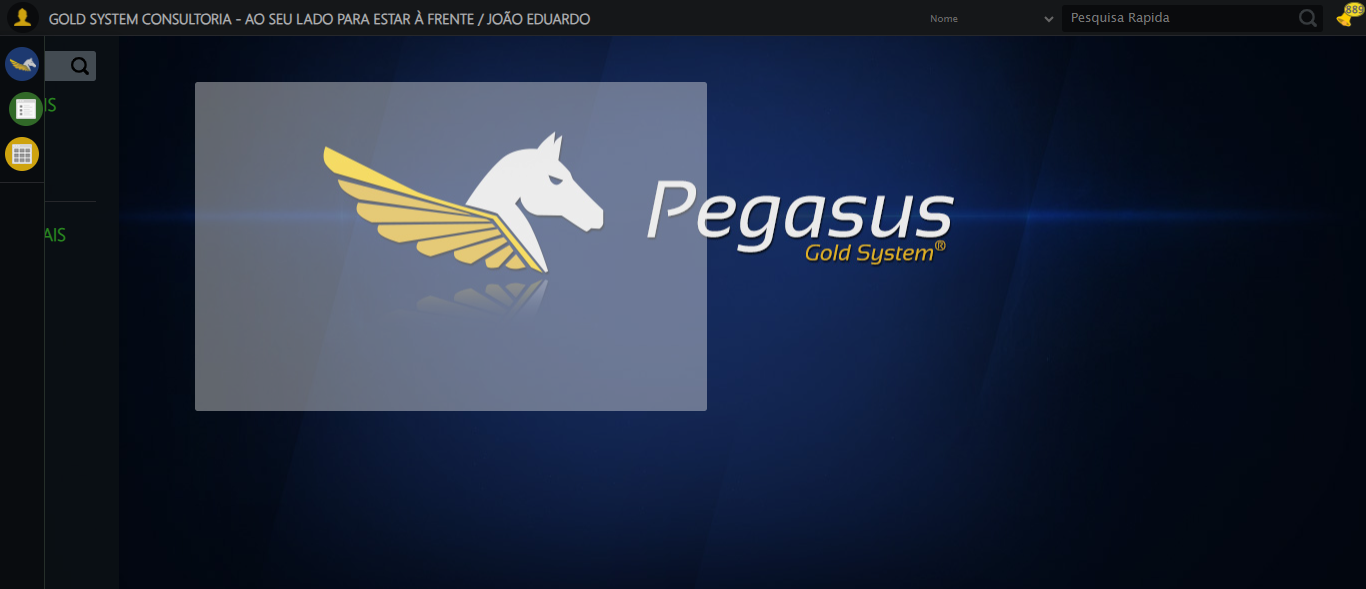 GOLD SYSTEM CONSULTORIA - AO SEU LADO PARA ESTAR À FRENTE / JOÃO EDUARDO
Nome
Pesquisa Rapida
889
IS
AIS
Pegasus
Gold System®